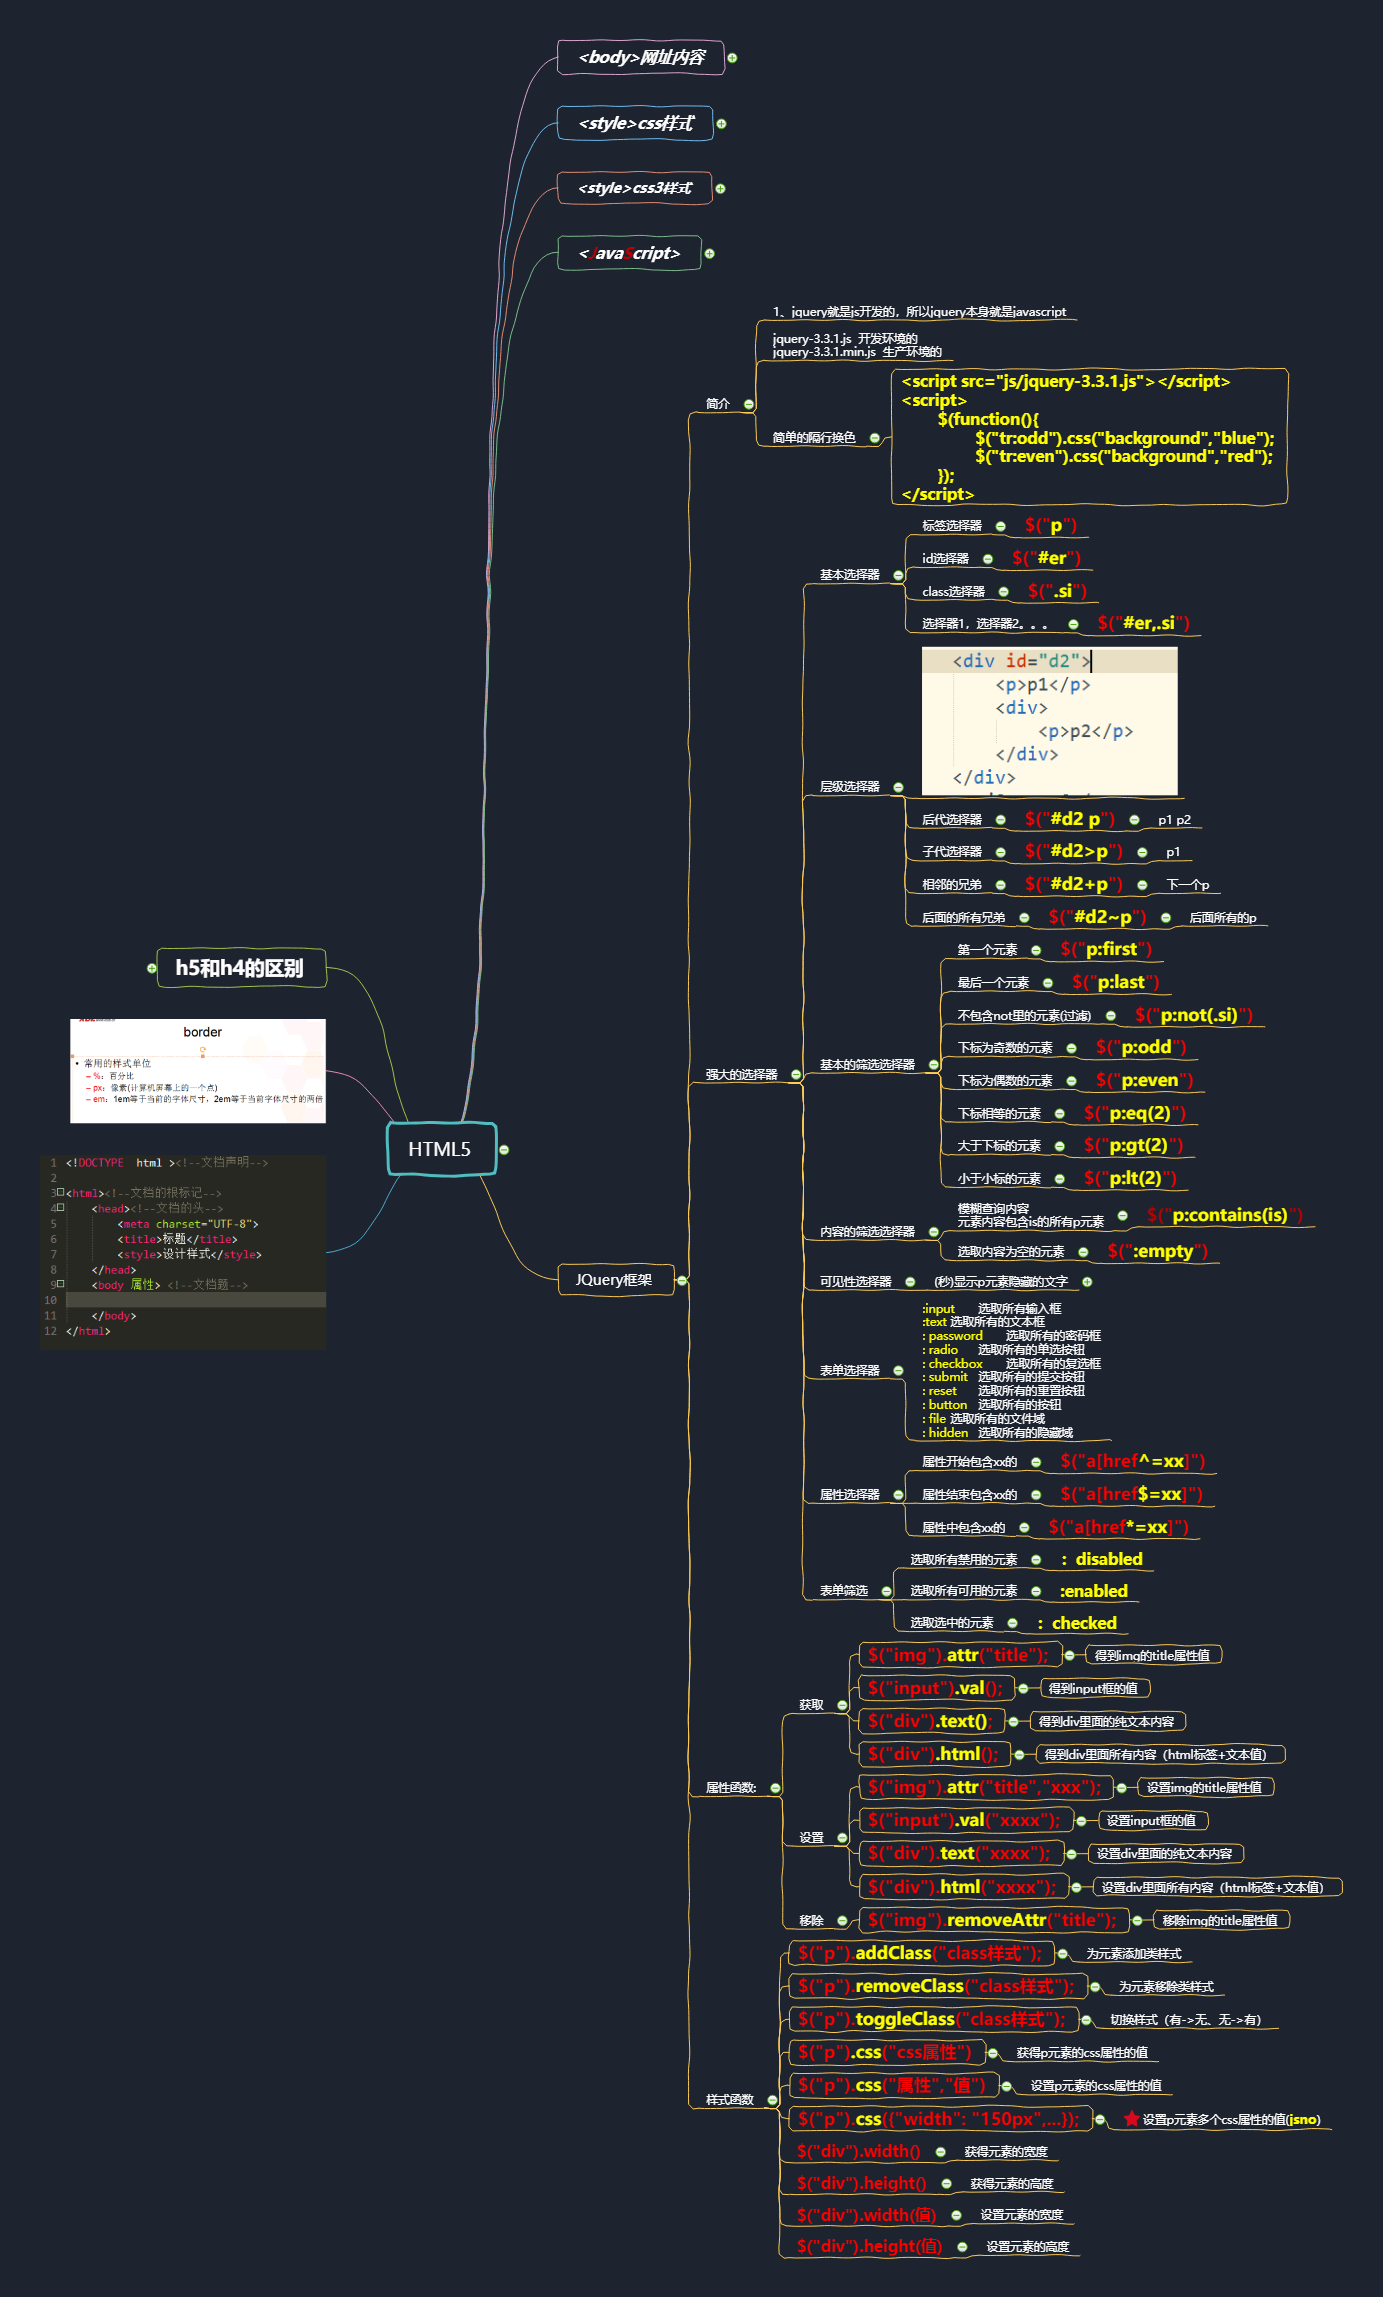 <body>网址内容
<style>css样式
<style>css3样式
<JavaScript>
h5和h4的区别
border
• 常用的样式单位
– %：百分比
– px：像素(计算机屏幕上的一个点)
– em：1em等于当前的字体尺寸，2em等于当前字体尺寸的两倍
1 <!DOCTYPE  html ><!--文档声明-->
2
3 <html><!--文档的根标记-->
4 <head><!--文档的头-->
5 <meta charset="UTF-8">
6 <title>标题</title>
7 <style>设计样式</style>
8 </head>
9 <body 属性> <!--文档题-->
10
11 </body>
12 </html>
HTML5
JQuery框架
简介
1、jquery就是js开发的，所以jquery本身就是javascript
jquery-3.3.1.js  开发环境的
jquery-3.3.1.min.js  生产环境的
简单的隔行换色
<script src="js/jquery-3.3.1.js"></script>
<script>
$(function(){
$("tr:odd").css("background","blue");
$("tr:even").css("background","red");
});
</script>
强大的选择器
基本选择器
标签选择器 $("p")
id选择器 $("#er")
class选择器 $(".si")
选择器1，选择器2。。。 $("#er,.si")
层级选择器
<div id="d2">
<p>p1</p>
<div>
<p>p2</p>
</div>
</div>
后代选择器 $("#d2 p") p1 p2
子代选择器 $("#d2>p") p1
相邻的兄弟 $("#d2+p") 下一个p
后面的所有兄弟 $("#d2~p") 后面所有的p
基本的筛选选择器
第一个元素 $("p:first")
最后一个元素 $("p:last")
不包含not里的元素(过滤) $("p:not(.si)")
下标为奇数的元素 $("p:odd")
下标为偶数的元素 $("p:even")
下标相等的元素 $("p:eq(2)")
大于下标的元素 $("p:gt(2)")
小于小标的元素 $("p:lt(2)")
内容的筛选选择器
模糊查询内容
元素内容包含is的所有p元素 $("p:contains(is)")
选取内容为空的元素 $(":empty")
可见性选择器 (秒)显示p元素隐藏的文字
表单选择器
:input 选取所有输入框
:text 选取所有的文本框
: password 选取所有的密码框
: radio 选取所有的单选按钮
: checkbox 选取所有的复选框
: submit 选取所有的提交按钮
: reset 选取所有的重置按钮
: button 选取所有的按钮
: file 选取所有的文件域
: hidden 选取所有的隐藏域
属性选择器
属性开始包含xx的 $("a[href^=xx]")
属性结束包含xx的 $("a[href$=xx]")
属性中包含xx的 $("a[href*=xx]")
表单筛选
选取所有禁用的元素 ：disabled
选取所有可用的元素 :enabled
选取选中的元素 ：checked
属性函数:
获取
$("img").attr("title"); 得到img的title属性值
$("input").val(); 得到input框的值
$("div").text(); 得到div里面的纯文本内容
$("div").html(); 得到div里面所有内容（html标签+文本值）
设置
$("img").attr("title","xxx"); 设置img的title属性值
$("input").val("xxxx"); 设置input框的值
$("div").text("xxxx"); 设置div里面的纯文本内容
$("div").html("xxxx"); 设置div里面所有内容（html标签+文本值）
移除
$("img").removeAttr("title"); 移除img的title属性值
样式函数
$("p").addClass("class样式"); 为元素添加类样式
$("p").removeClass("class样式"); 为元素移除类样式
$("p").toggleClass("class样式"); 切换样式（有->无、无->有）
$("p").css("css属性") 获得p元素的css属性的值
$("p").css("属性","值") 设置p元素的css属性的值
$("p").css({"width": "150px",...}); 设置p元素多个css属性的值(jsno)
$("div").width() 获得元素的宽度
$("div").height() 获得元素的高度
$("div").width(值) 设置元素的宽度
$("div").height(值) 设置元素的高度